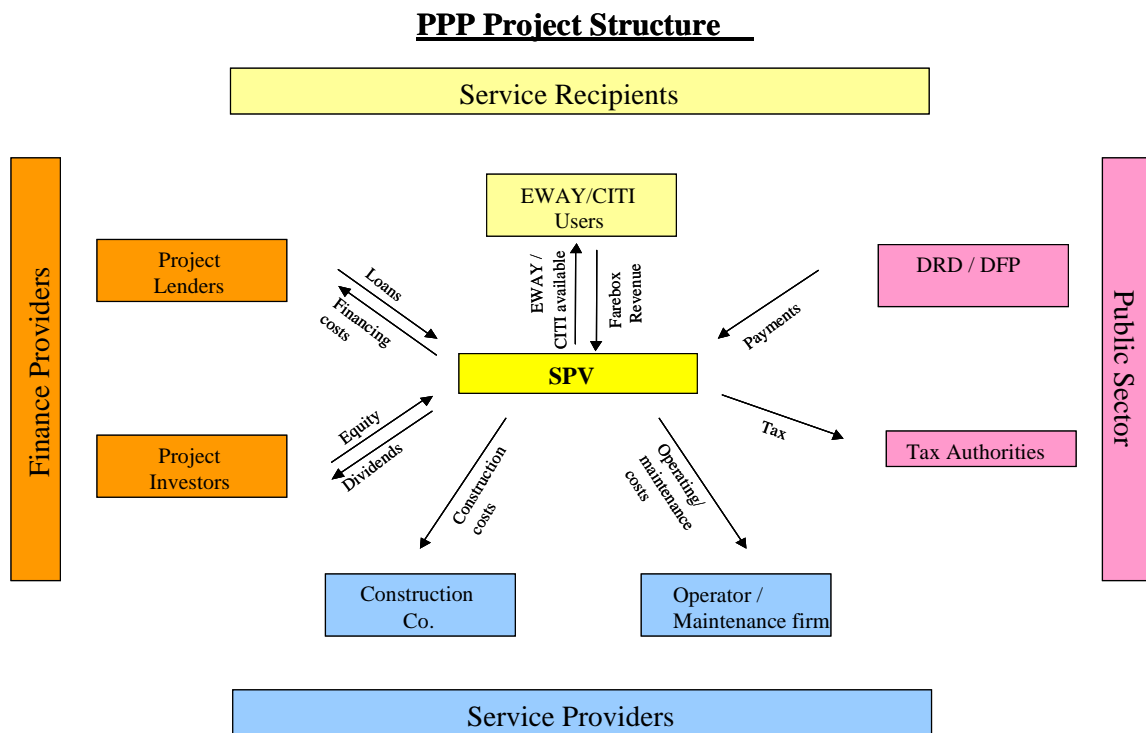 PPP Project Structure
Service Recipients
Finance Providers
Public Sector
EWAY/CITI
Users
Project
Lenders
DRD / DFP
Loans
Financing
costs
EWAY /
CITI available
Farebox
Revenue
Payments
SPV
Equity
Dividends
Tax
Project
Investors
Tax Authorities
Construction
costs
Operating/
maintenance
costs
Construction
Co.
Operator /
Maintenance firm
Service Providers